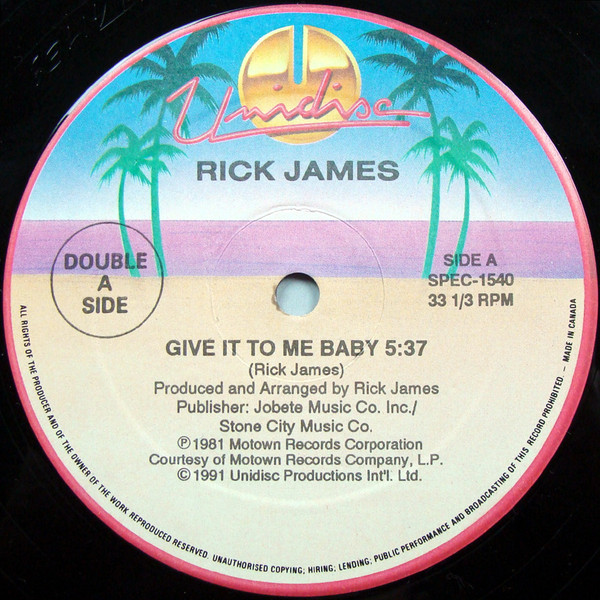 Unidisc
RICK JAMES
DOUBLE
A
SIDE
SIDE A
SPEC-1540
33 1/3 RPM
GIVE IT TO ME BABY 5:37
(Rick James)
Produced and Arranged by Rick James
Publisher: Jobete Music Co. Inc./
Stone City Music Co.
Ⓟ 1981 Motown Records Corporation
Courtesy of Motown Records Company, L.P.
© 1991 Unidisc Productions Int'l. Ltd.
ALL RIGHTS OF THE PRODUCER AND OF THE OWNER OF THE WORK REPRODUCED RESERVED. UNAUTHORISED COPYING; HIRING; LENDING; PUBLIC PERFORMANCE AND BROADCASTING OF THIS RECORD PROHIBITED. - MADE IN CANADA